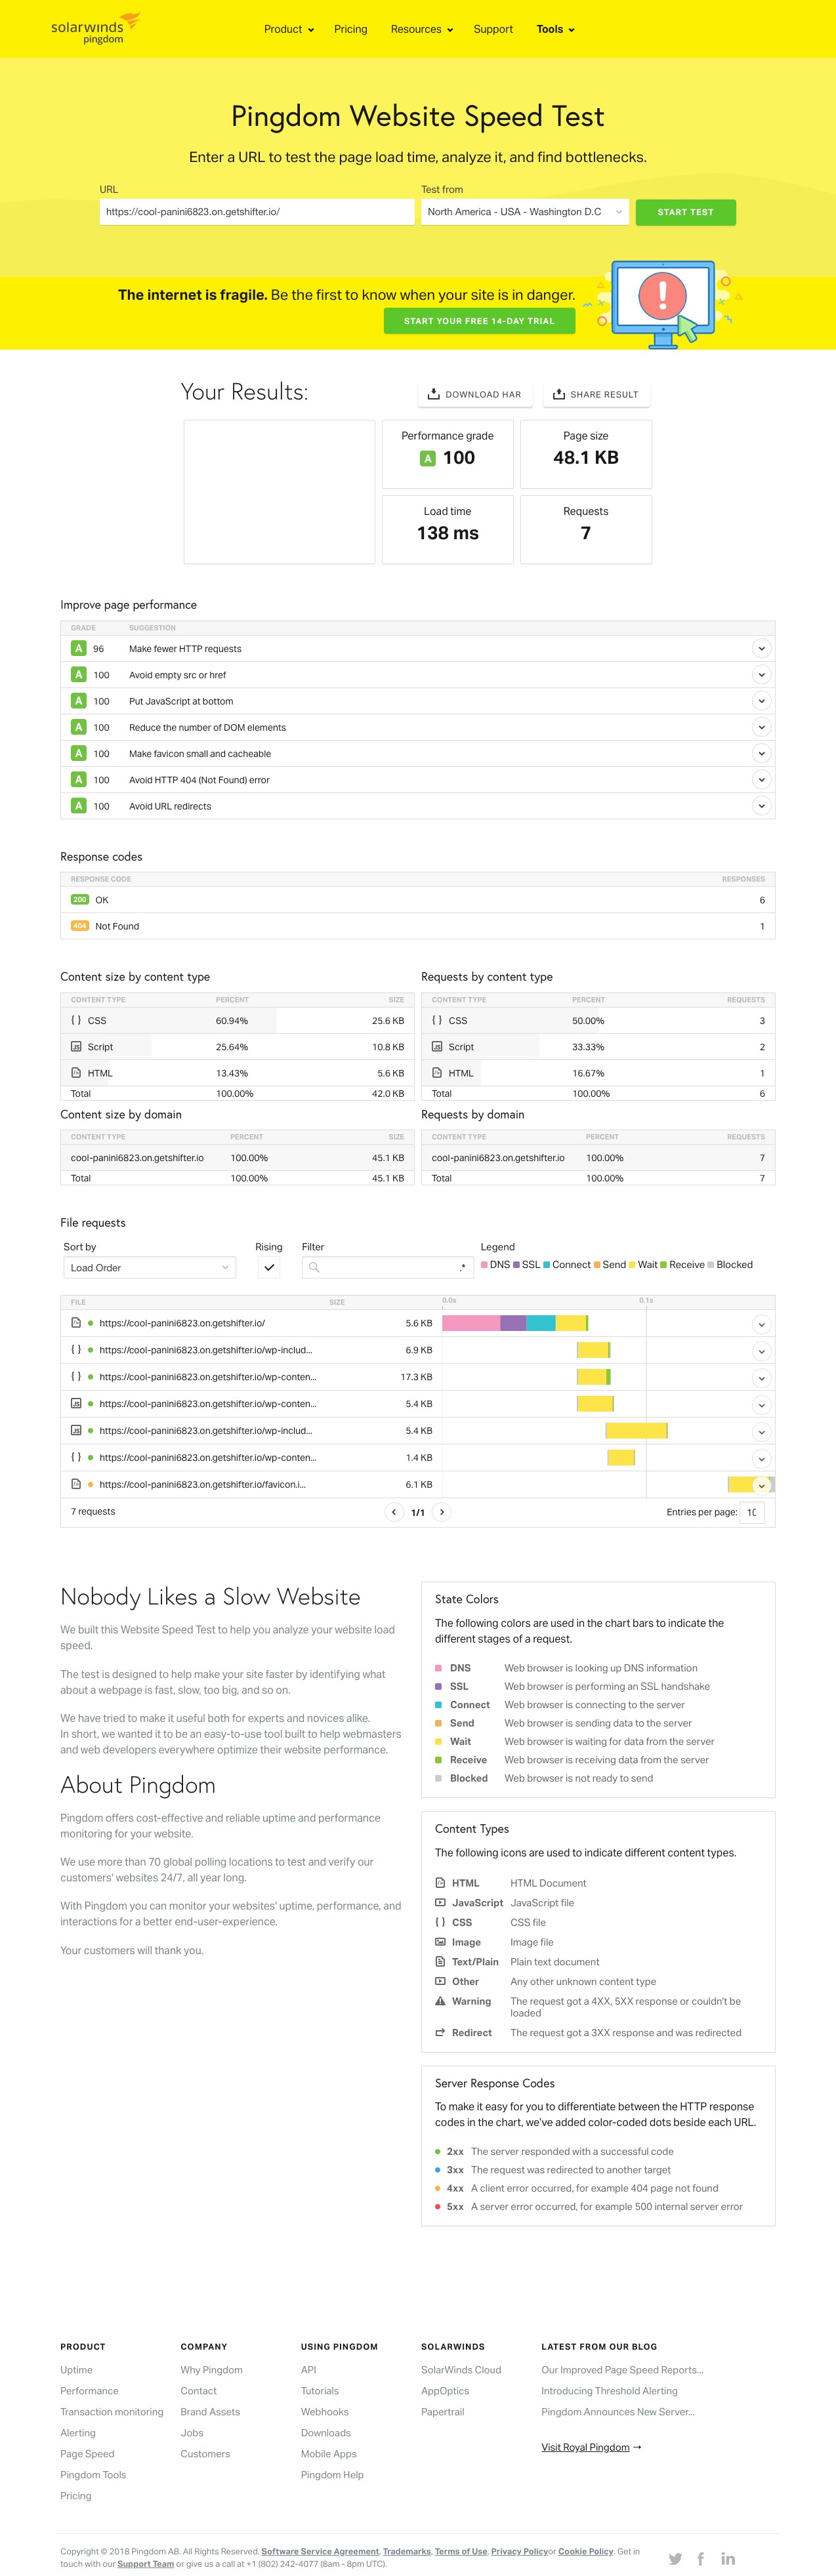 solarwinds
pingdom
Product
Pricing
Resources
Support
Tools
Pingdom Website Speed Test
Enter a URL to test the page load time, analyze it, and find bottlenecks.
URL
Test from
https://cool-panini6823.on.getshifter.io/
North America - USA - Washington D.C
START TEST
The internet is fragile. Be the first to know when your site is in danger.
START YOUR FREE 14-DAY TRIAL
Your Results:
DOWNLOAD HAR
SHARE RESULT
Performance grade
A 100
Page size
48.1 KB
Load time
138 ms
Requests
7
Improve page performance
GRADE SUGGESTION
A 96 Make fewer HTTP requests
A 100 Avoid empty src or href
A 100 Put JavaScript at bottom
A 100 Reduce the number of DOM elements
A 100 Make favicon small and cacheable
A 100 Avoid HTTP 404 (Not Found) error
A 100 Avoid URL redirects
Response codes
RESPONSE CODE RESPONSES
200 OK 6
404 Not Found 1
Content size by content type
CONTENT TYPE PERCENT SIZE
{ } CSS 60.94% 25.6 KB
JS Script 25.64% 10.8 KB
HTML 13.43% 5.6 KB
Total 100.00% 42.0 KB
Requests by content type
CONTENT TYPE PERCENT REQUESTS
{ } CSS 50.00% 3
JS Script 33.33% 2
HTML 16.67% 1
Total 100.00% 6
Content size by domain
CONTENT TYPE PERCENT SIZE
cool-panini6823.on.getshifter.io 100.00% 45.1 KB
Total 100.00% 45.1 KB
Requests by domain
CONTENT TYPE PERCENT REQUESTS
cool-panini6823.on.getshifter.io 100.00% 7
Total 100.00% 7
File requests
Sort by
Load Order
Rising
Filter
.*
Legend
DNS SSL Connect Send Wait Receive Blocked
FILE SIZE 0.0s 0.1s
https://cool-panini6823.on.getshifter.io/ 5.6 KB
{ } https://cool-panini6823.on.getshifter.io/wp-includ... 6.9 KB
{ } https://cool-panini6823.on.getshifter.io/wp-conten... 17.3 KB
JS https://cool-panini6823.on.getshifter.io/wp-conten... 5.4 KB
JS https://cool-panini6823.on.getshifter.io/wp-includ... 5.4 KB
{ } https://cool-panini6823.on.getshifter.io/wp-conten... 1.4 KB
https://cool-panini6823.on.getshifter.io/favicon.i... 6.1 KB
7 requests
1/1
Entries per page: 10
Nobody Likes a Slow Website
We built this Website Speed Test to help you analyze your website load
speed.
The test is designed to help make your site faster by identifying what
about a webpage is fast, slow, too big, and so on.
We have tried to make it useful both for experts and novices alike.
In short, we wanted it to be an easy-to-use tool built to help webmasters
and web developers everywhere optimize their website performance.
About Pingdom
Pingdom offers cost-effective and reliable uptime and performance
monitoring for your website.
We use more than 70 global polling locations to test and verify our
customers' websites 24/7, all year long.
With Pingdom you can monitor your websites' uptime, performance, and
interactions for a better end-user-experience.
Your customers will thank you.
State Colors
The following colors are used in the chart bars to indicate the
different stages of a request.
DNS Web browser is looking up DNS information
SSL Web browser is performing an SSL handshake
Connect Web browser is connecting to the server
Send Web browser is sending data to the server
Wait Web browser is waiting for data from the server
Receive Web browser is receiving data from the server
Blocked Web browser is not ready to send
Content Types
The following icons are used to indicate different content types.
HTML HTML Document
JavaScript JavaScript file
{ } CSS CSS file
Image Image file
Text/Plain Plain text document
Other Any other unknown content type
Warning The request got a 4XX, 5XX response or couldn't be
loaded
Redirect The request got a 3XX response and was redirected
Server Response Codes
To make it easy for you to differentiate between the HTTP response
codes in the chart, we've added color-coded dots beside each URL.
2xx The server responded with a successful code
3xx The request was redirected to another target
4xx A client error occurred, for example 404 page not found
5xx A server error occurred, for example 500 internal server error
PRODUCT
Uptime
Performance
Transaction monitoring
Alerting
Page Speed
Pingdom Tools
Pricing
COMPANY
Why Pingdom
Contact
Brand Assets
Jobs
Customers
USING PINGDOM
API
Tutorials
Webhooks
Downloads
Mobile Apps
Pingdom Help
SOLARWINDS
SolarWinds Cloud
AppOptics
Papertrail
LATEST FROM OUR BLOG
Our Improved Page Speed Reports...
Introducing Threshold Alerting
Pingdom Announces New Server...
Visit Royal Pingdom →
Copyright © 2018 Pingdom AB. All Rights Reserved. Software Service Agreement, Trademarks, Terms of Use, Privacy Policyor Cookie Policy. Get in
touch with our Support Team or give us a call at +1 (802) 242-4077 (8am - 8pm UTC).